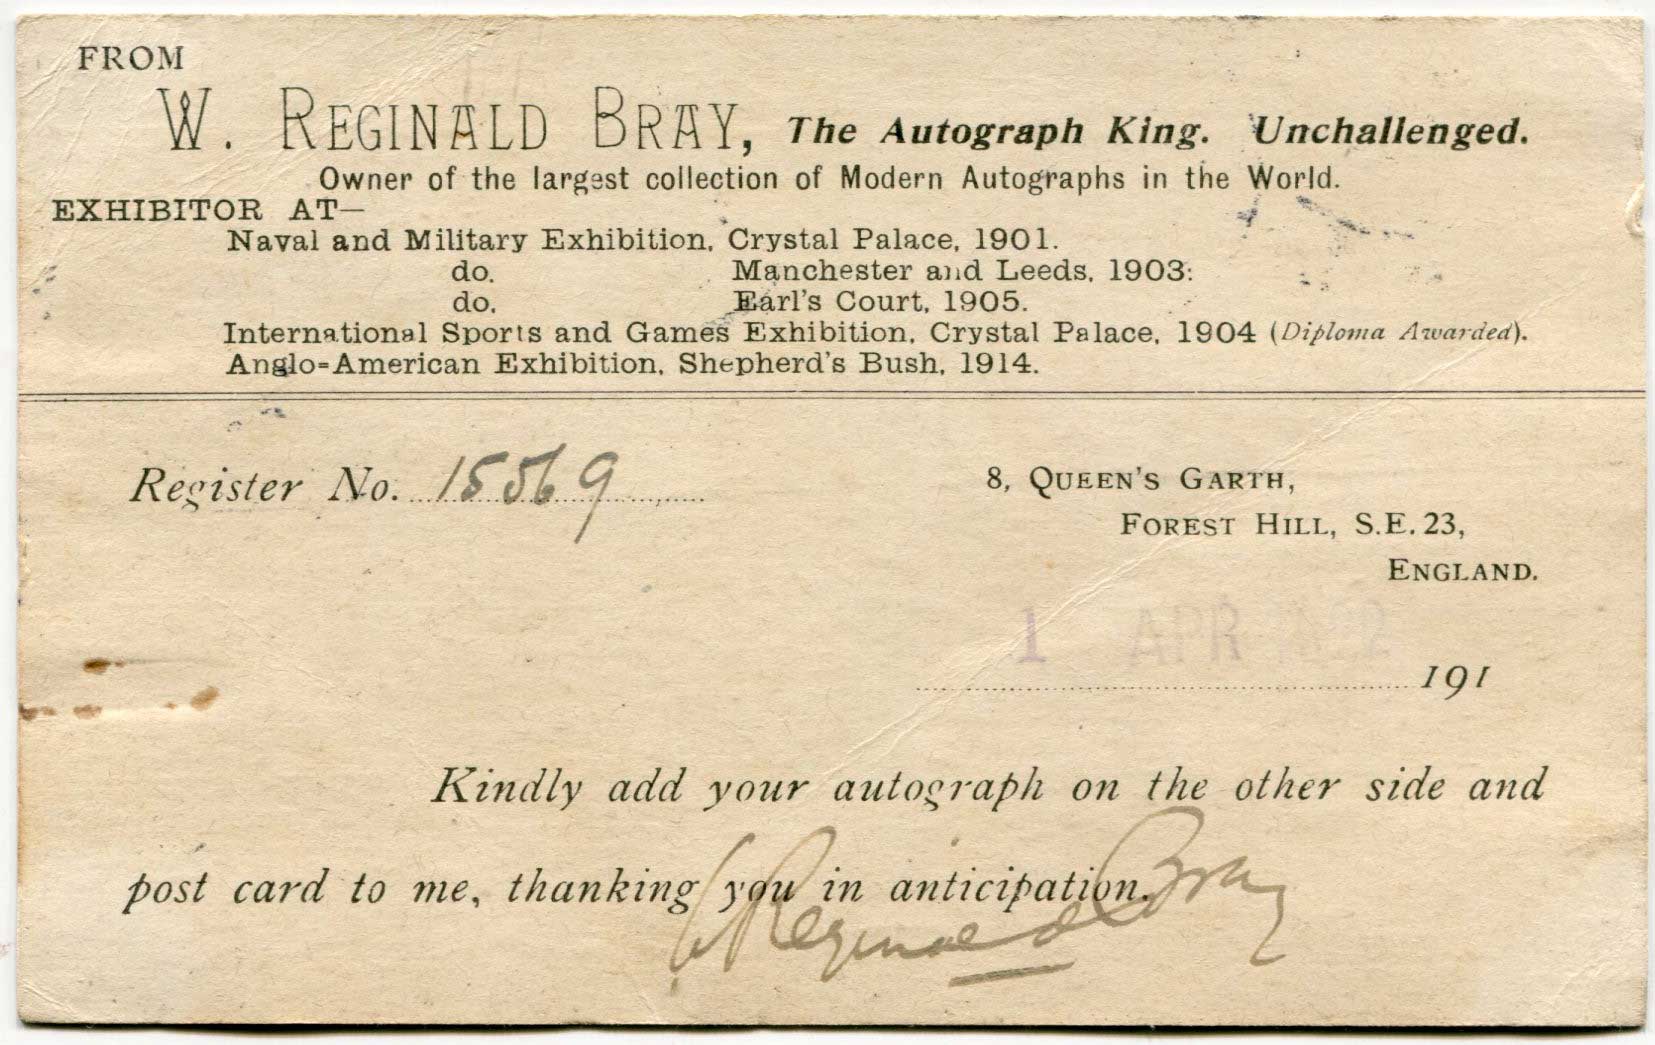 FROM
W. REGINALD BRAY, The Autograph King. Unchallenged.
Owner of the largest collection of Modern Autographs in the World.
EXHIBITOR AT—
Naval and Military Exhibition, Crystal Palace, 1901.
do. Manchester and Leeds, 1903:
do. Earl's Court, 1905.
International Sports and Games Exhibition, Crystal Palace, 1904 (Diploma Awarded).
Anglo=American Exhibition, Shepherd's Bush, 1914.
Register No. 15569
8, QUEEN'S GARTH,
FOREST HILL, S.E. 23,
ENGLAND.
1 APR
191
Kindly add your autograph on the other side and
post card to me, thanking you in anticipation.
W Reginald Bray